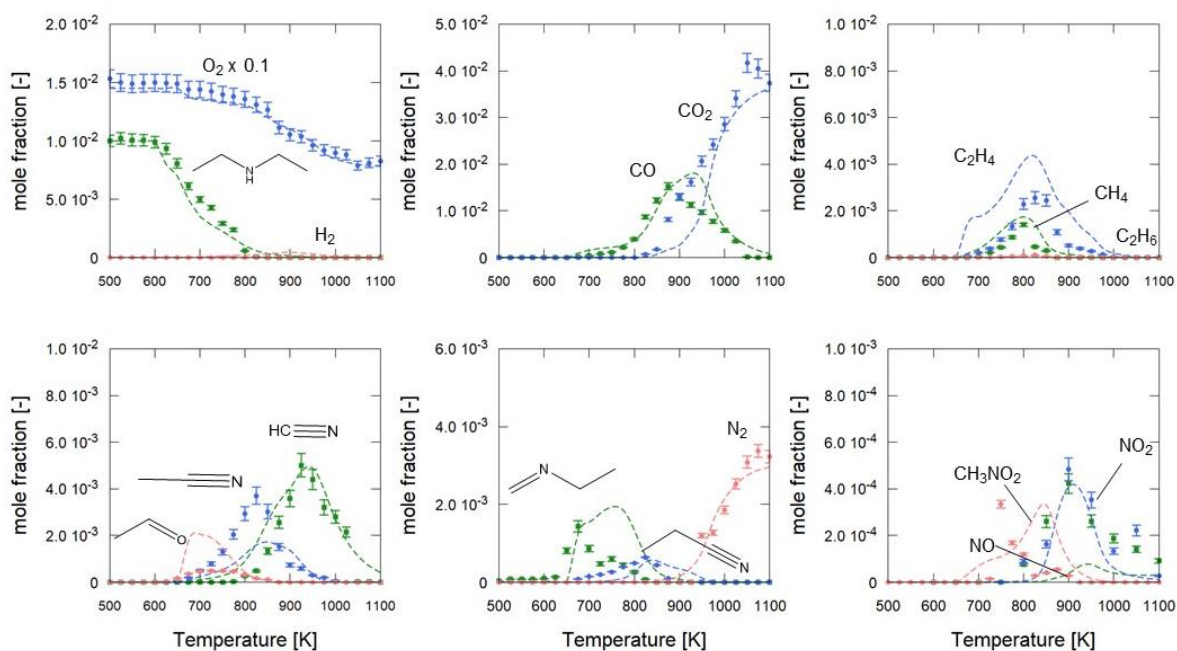 2.0 10⁻²
1.5 10⁻²
1.0 10⁻²
5.0 10⁻³
0
mole fraction [-]
O₂ x 0.1
N
H
H₂
500 600 700 800 900 1000 1100
5.0 10⁻²
4.0 10⁻²
3.0 10⁻²
2.0 10⁻²
1.0 10⁻²
0
mole fraction [-]
CO₂
CO
500 600 700 800 900 1000 1100
1.0 10⁻²
8.0 10⁻³
6.0 10⁻³
4.0 10⁻³
2.0 10⁻³
0
mole fraction [-]
C₂H₄
CH₄
C₂H₆
500 600 700 800 900 1000 1100
1.0 10⁻²
8.0 10⁻³
6.0 10⁻³
4.0 10⁻³
2.0 10⁻³
0
mole fraction [-]
HC N
N
O
500 600 700 800 900 1000 1100
Temperature [K]
6.0 10⁻³
4.0 10⁻³
2.0 10⁻³
0.0 10⁰
mole fraction [-]
N₂
N
N
500 600 700 800 900 1000 1100
Temperature [K]
1.0 10⁻³
8.0 10⁻⁴
6.0 10⁻⁴
4.0 10⁻⁴
2.0 10⁻⁴
0
mole fraction [-]
NO₂
CH₃NO₂
NO
500 600 700 800 900 1000 1100
Temperature [K]